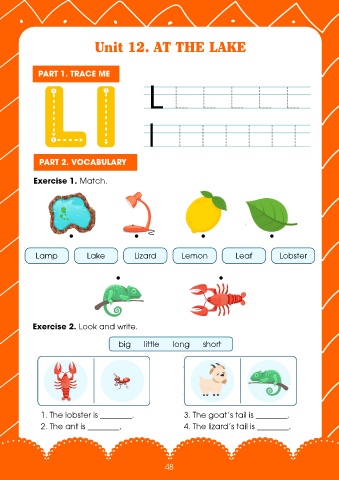 Unit 12. AT THE LAKE
PART 1. TRACE ME
L l
L
l
PART 2. VOCABULARY
Exercise 1. Match.
Lamp Lake Lizard Lemon Leaf Lobster
Exercise 2. Look and write.
big little long short
1. The lobster is ________.
2. The ant is ________.
3. The goat's tail is ________.
4. The lizard's tail is ________.
48